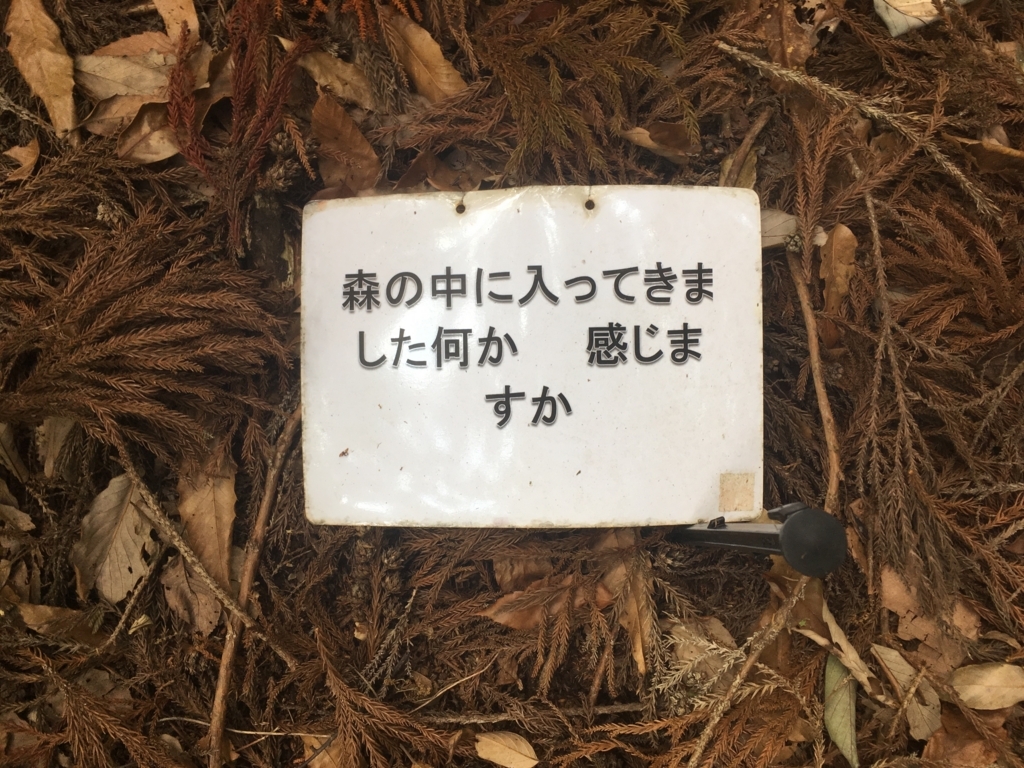 森の中に入ってきま
した何か　感じま
すか